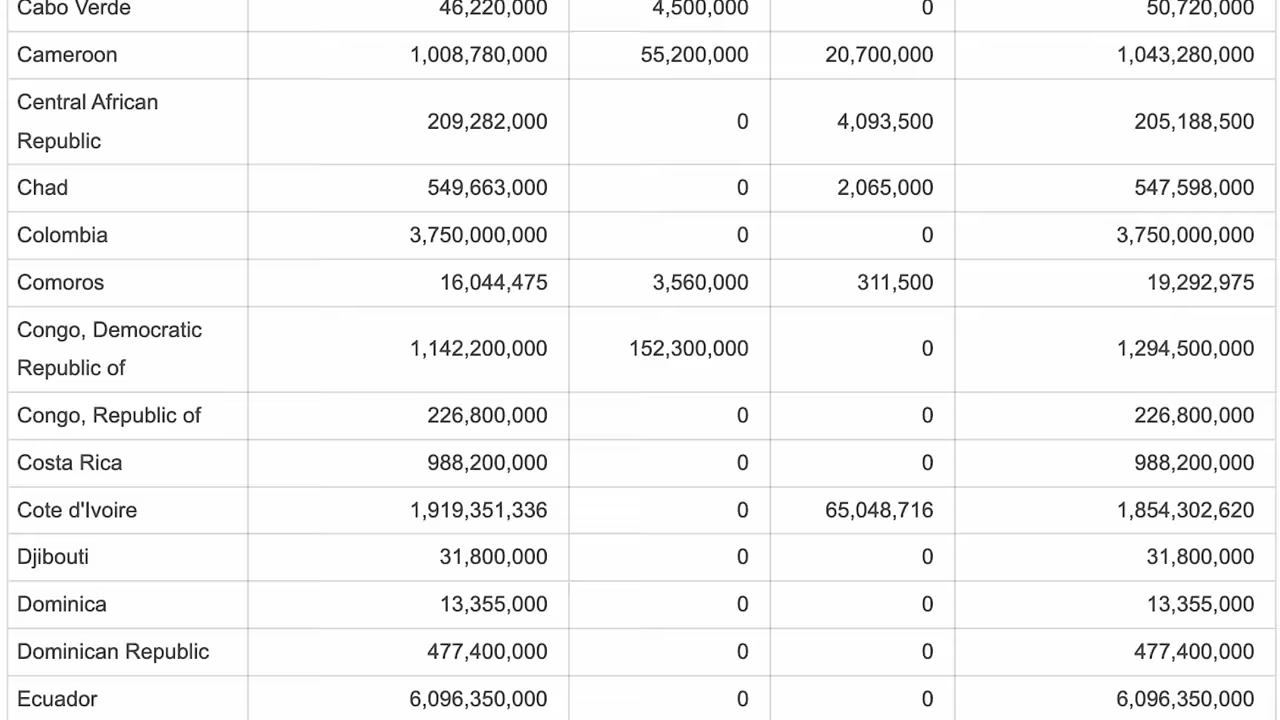 Cabo Verde 46,220,000 4,500,000 0 50,720,000
Cameroon 1,008,780,000 55,200,000 20,700,000 1,043,280,000
Central African
Republic 209,282,000 0 4,093,500 205,188,500
Chad 549,663,000 0 2,065,000 547,598,000
Colombia 3,750,000,000 0 0 3,750,000,000
Comoros 16,044,475 3,560,000 311,500 19,292,975
Congo, Democratic
Republic of 1,142,200,000 152,300,000 0 1,294,500,000
Congo, Republic of 226,800,000 0 0 226,800,000
Costa Rica 988,200,000 0 0 988,200,000
Cote d'Ivoire 1,919,351,336 0 65,048,716 1,854,302,620
Djibouti 31,800,000 0 0 31,800,000
Dominica 13,355,000 0 0 13,355,000
Dominican Republic 477,400,000 0 0 477,400,000
Ecuador 6,096,350,000 0 0 6,096,350,000